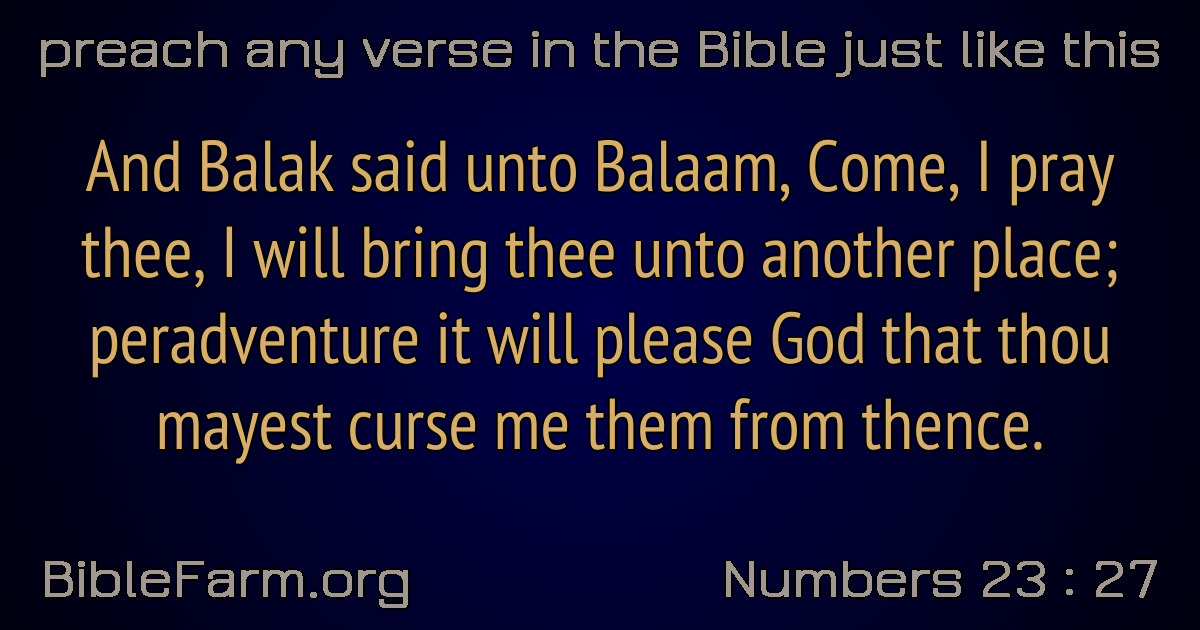 preach any verse in the Bible just like this
And Balak said unto Balaam, Come, I pray
thee, I will bring thee unto another place;
peradventure it will please God that thou
mayest curse me them from thence.
BibleFarm.org
Numbers 23 : 27